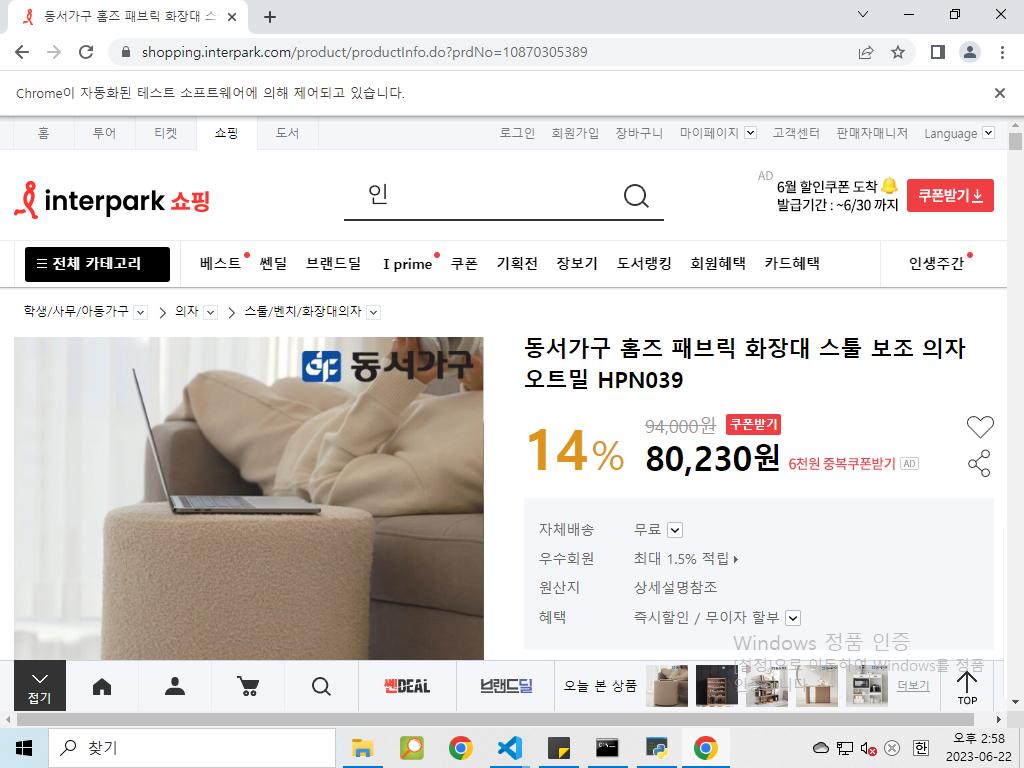 동서가구 홈즈 패브릭 화장대 스
shopping.interpark.com/product/productInfo.do?prdNo=10870305389
Chrome이 자동화된 테스트 소프트웨어에 의해 제어되고 있습니다.
홈 투어 티켓 쇼핑 도서 로그인 회원가입 장바구니 마이페이지 고객센터 판매자매니저 Language
interpark 쇼핑 인
AD 6월 할인쿠폰 도착
발급기간 : ~6/30 까지 쿠폰받기
전체 카테고리 베스트 쎈딜 브랜드딜 I prime 쿠폰 기획전 장보기 도서랭킹 회원혜택 카드혜택 인생주간
학생/사무/아동가구 의자 스툴/벤치/화장대의자
동서가구
동서가구 홈즈 패브릭 화장대 스툴 보조 의자
오트밀 HPN039
14% 94,000원 쿠폰받기
80,230원 6천원 중복쿠폰받기 AD
자체배송 무료
우수회원 최대 1.5% 적립
원산지 상세설명참조
혜택 즉시할인 / 무이자 할부
Windows 정품 인증
[설정]으로 이동하여 Windows를 정품
접기 쎈DEAL 브랜드딜 오늘 본 상품 더보기 TOP
찾기 한 오후 2:58
2023-06-22